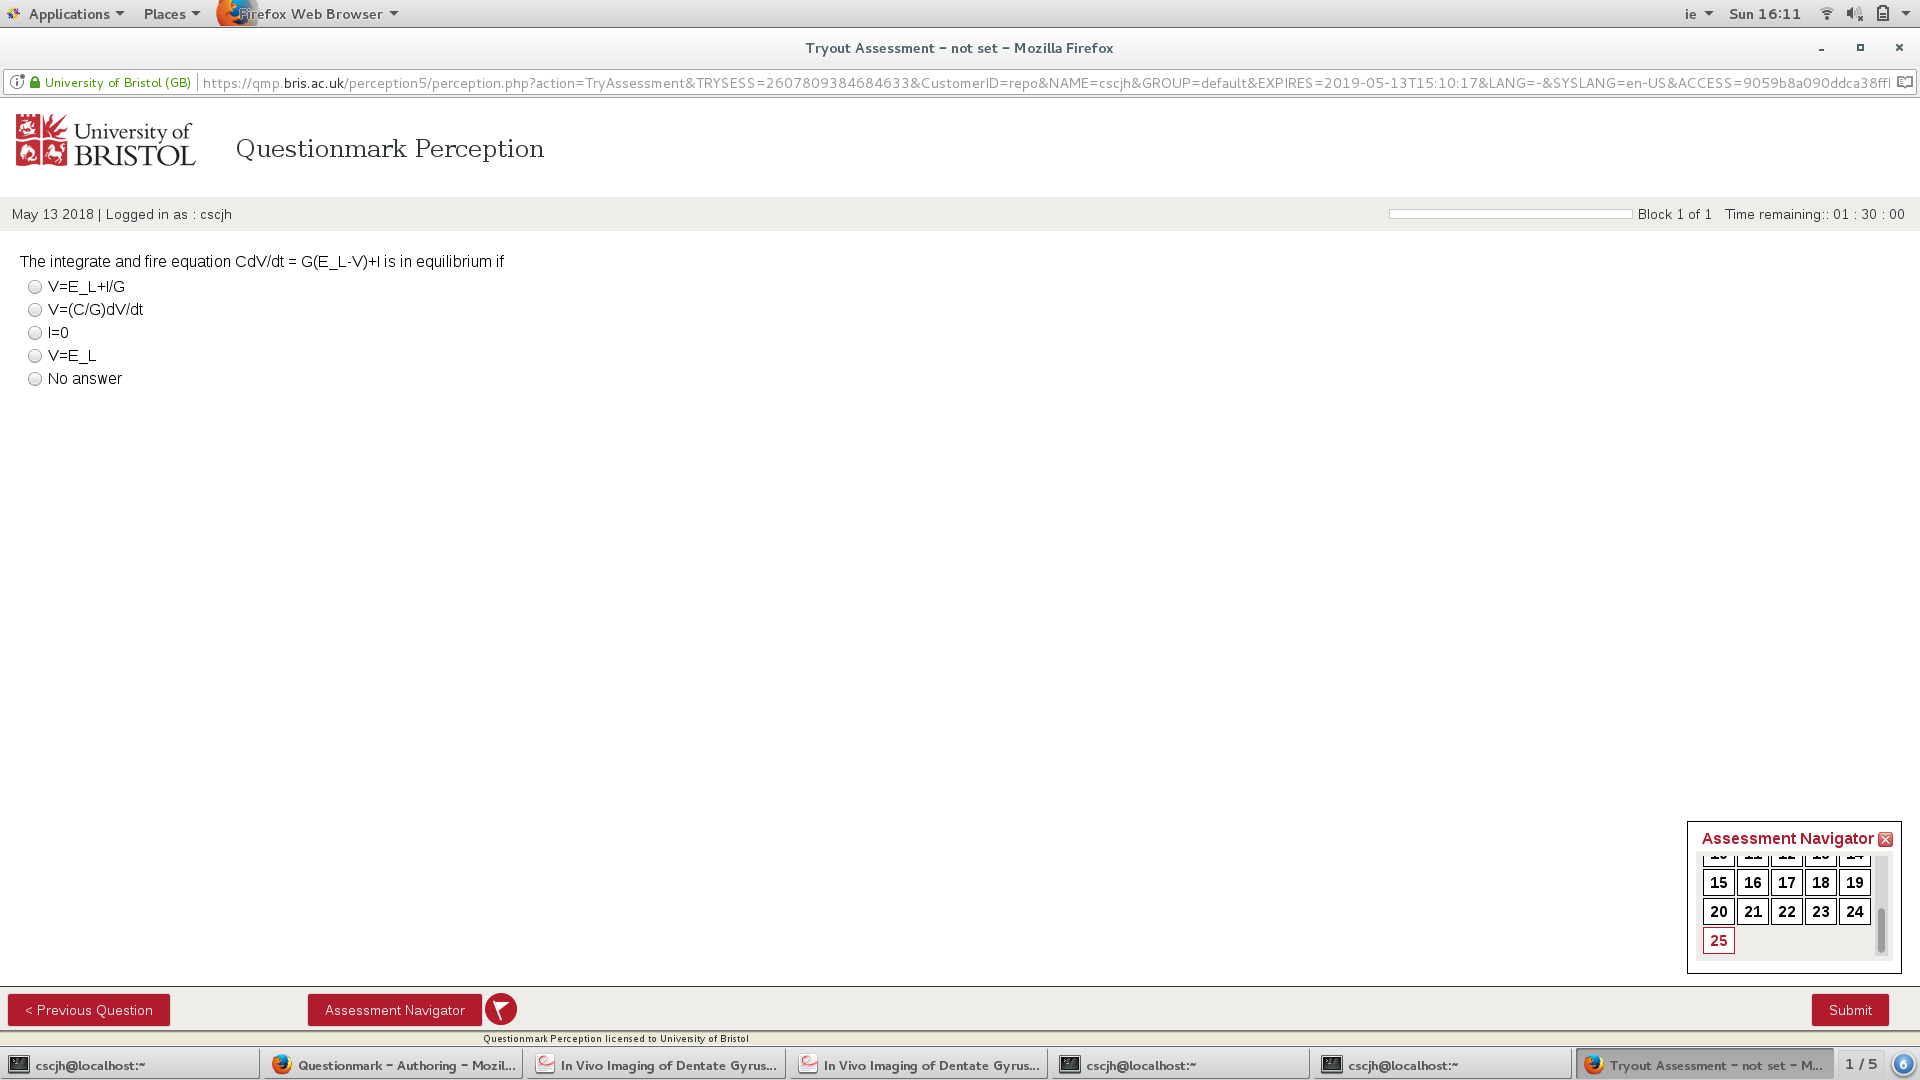 Applications Places Firefox Web Browser ie Sun 16:11
Tryout Assessment - not set - Mozilla Firefox
University of Bristol (GB) https://qmp.bris.ac.uk/perception5/perception.php?action=TryAssessment&TRYSESS=2607809384684633&CustomerID=repo&NAME=cscjh&GROUP=default&EXPIRES=2019-05-13T15:10:17&LANG=-&SYSLANG=en-US&ACCESS=9059b8a090ddca38ffl
University of
BRISTOL
Questionmark Perception
May 13 2018 | Logged in as : cscjh Block 1 of 1 Time remaining:: 01 : 30 : 00
The integrate and fire equation CdV/dt = G(E_L-V)+I is in equilibrium if
V=E_L+I/G
V=(C/G)dV/dt
I=0
V=E_L
No answer
Assessment Navigator
10 11 12 13 14
15 16 17 18 19
20 21 22 23 24
25
< Previous Question Assessment Navigator Submit
Questionmark Perception licensed to University of Bristol
cscjh@localhost:~ Questionmark - Authoring - Mozil... In Vivo Imaging of Dentate Gyrus... In Vivo Imaging of Dentate Gyrus... cscjh@localhost:~ cscjh@localhost:~ Tryout Assessment - not set - M... 1 / 5 6